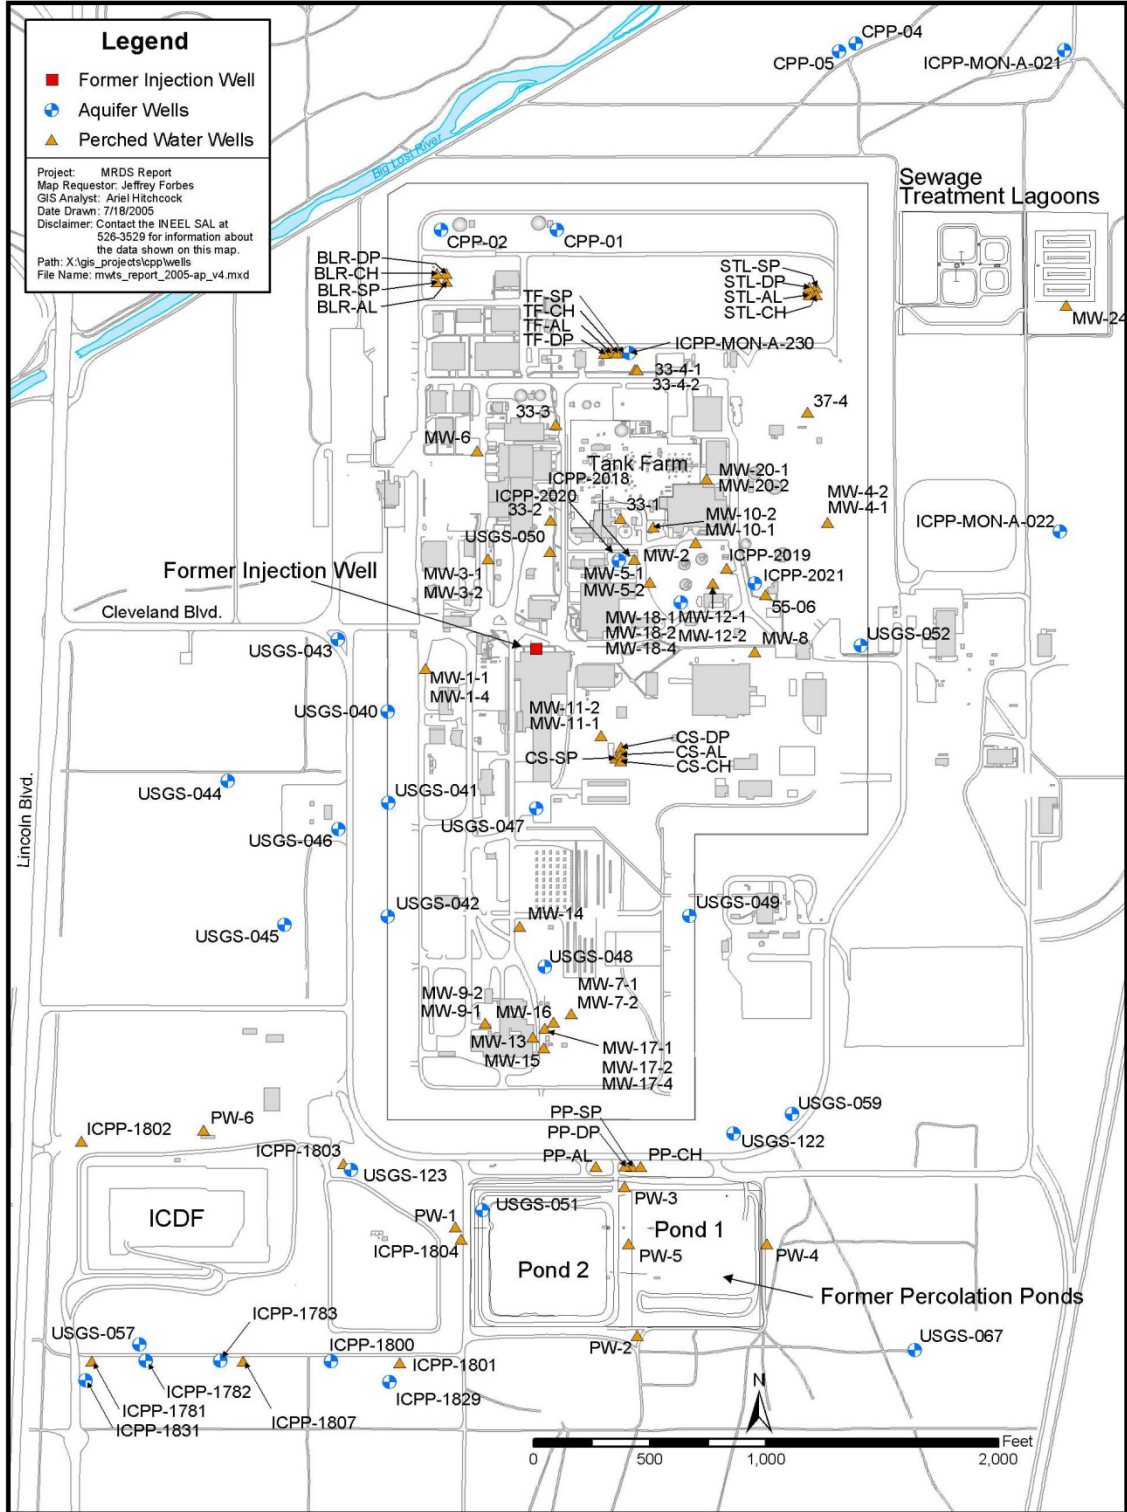 Legend
Former Injection Well
Aquifer Wells
Perched Water Wells
Project: MRDS Report
Map Requestor: Jeffrey Forbes
GIS Analyst: Ariel Hitchcock
Date Drawn: 7/18/2005
Disclaimer: Contact the INEEL SAL at
526-3529 for information about
the data shown on this map.
Path: X:\gis_projects\cpp\wells
File Name: mwts_report_2005-ap_v4.mxd
CPP-04
CPP-05
ICPP-MON-A-021
Big Lost River
Sewage
Treatment Lagoons
CPP-02
CPP-01
BLR-DP
BLR-CH
BLR-SP
BLR-AL
STL-SP
STL-DP
STL-AL
STL-CH
MW-24
TF-SP
TF-CH
TF-AL
TF-DP
ICPP-MON-A-230
33-4-1
33-4-2
37-4
33-3
MW-6
Tank Farm
ICPP-2018
MW-20-1
MW-20-2
ICPP-2020
33-2
33-1
MW-10-2
MW-10-1
MW-4-2
MW-4-1
ICPP-MON-A-022
USGS-050
MW-2
ICPP-2019
Former Injection Well
MW-3-1
MW-3-2
MW-5-1
MW-5-2
ICPP-2021
55-06
Cleveland Blvd.
MW-18-1
MW-18-2
MW-18-4
MW-12-1
MW-12-2
MW-8
USGS-052
USGS-043
MW-1-1
MW-1-4
USGS-040
MW-11-2
MW-11-1
CS-DP
CS-AL
CS-SP
CS-CH
Lincoln Blvd.
USGS-044
USGS-041
USGS-047
USGS-046
USGS-042
MW-14
USGS-049
USGS-045
USGS-048
MW-9-2
MW-9-1
MW-7-1
MW-7-2
MW-16
MW-13
MW-15
MW-17-1
MW-17-2
MW-17-4
USGS-059
USGS-122
PW-6
ICPP-1802
PP-SP
PP-DP
PP-AL
PP-CH
ICPP-1803
USGS-123
PW-3
USGS-051
ICDF
PW-1
ICPP-1804
Pond 1
Pond 2
PW-5
PW-4
Former Percolation Ponds
ICPP-1783
USGS-057
ICPP-1800
PW-2
USGS-067
ICPP-1801
ICPP-1782
ICPP-1829
ICPP-1781
ICPP-1807
ICPP-1831
N
Feet
0 500 1,000 2,000